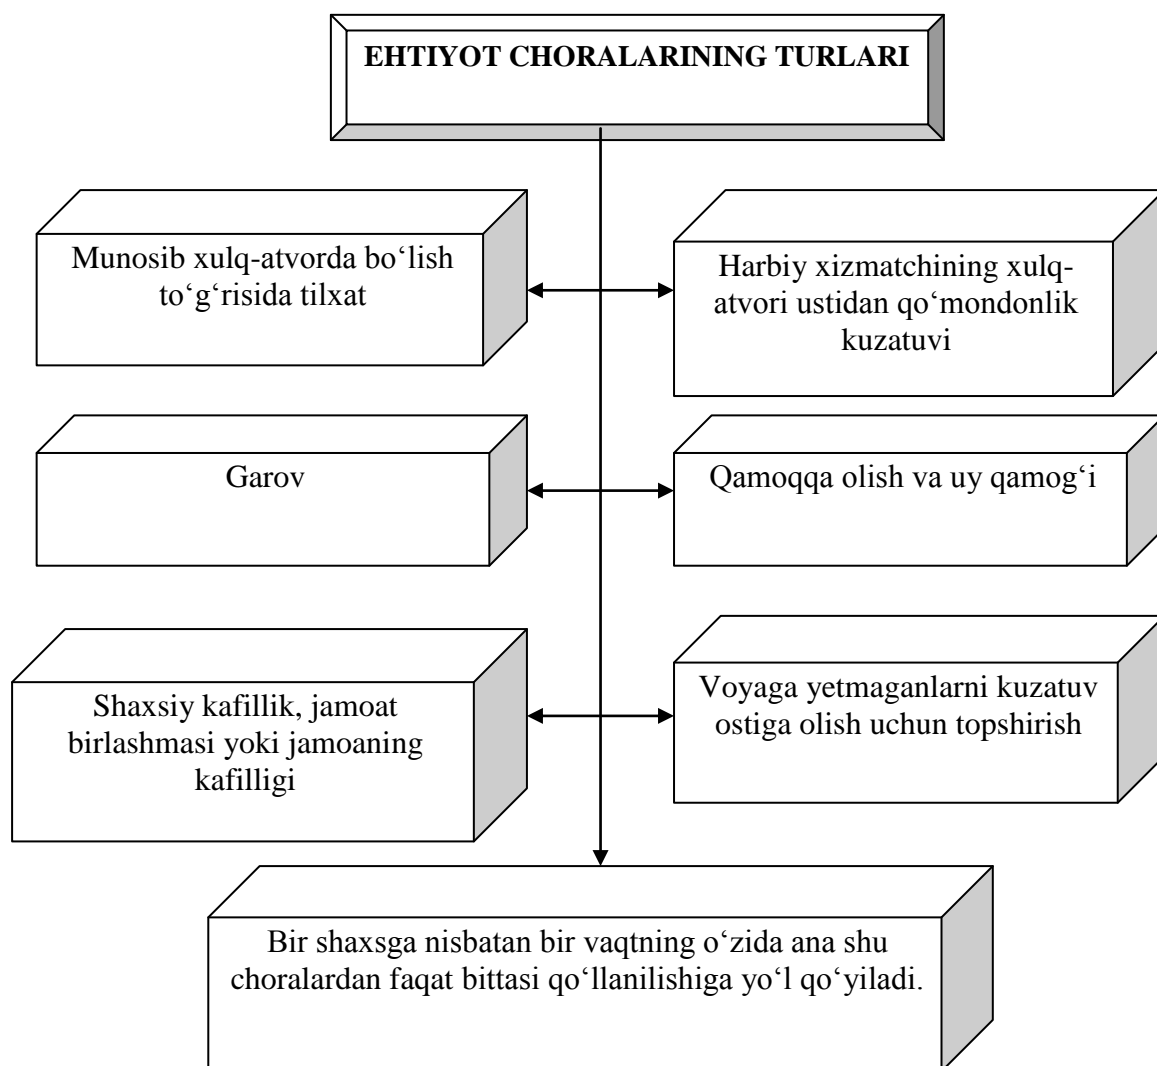 EHTIYOT CHORALARINING TURLARI
Munosib xulq-atvorda bo‘lish
to‘g‘risida tilxat
Harbiy xizmatchining xulq-
atvori ustidan qo‘mondonlik
kuzatuvi
Garov
Qamoqqa olish va uy qamog‘i
Shaxsiy kafillik, jamoat
birlashmasi yoki jamoaning
kafilligi
Voyaga yetmaganlarni kuzatuv
ostiga olish uchun topshirish
Bir shaxsga nisbatan bir vaqtning o‘zida ana shu
choralardan faqat bittasi qo‘llanilishiga yo‘l qo‘yiladi.